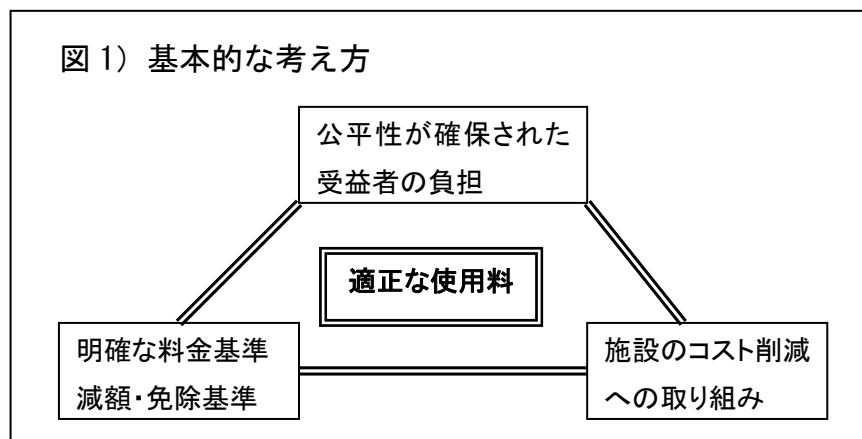 図1) 基本的な考え方
公平性が確保された
受益者の負担
適正な使用料
明確な料金基準
減額・免除基準
施設のコスト削減
への取り組み